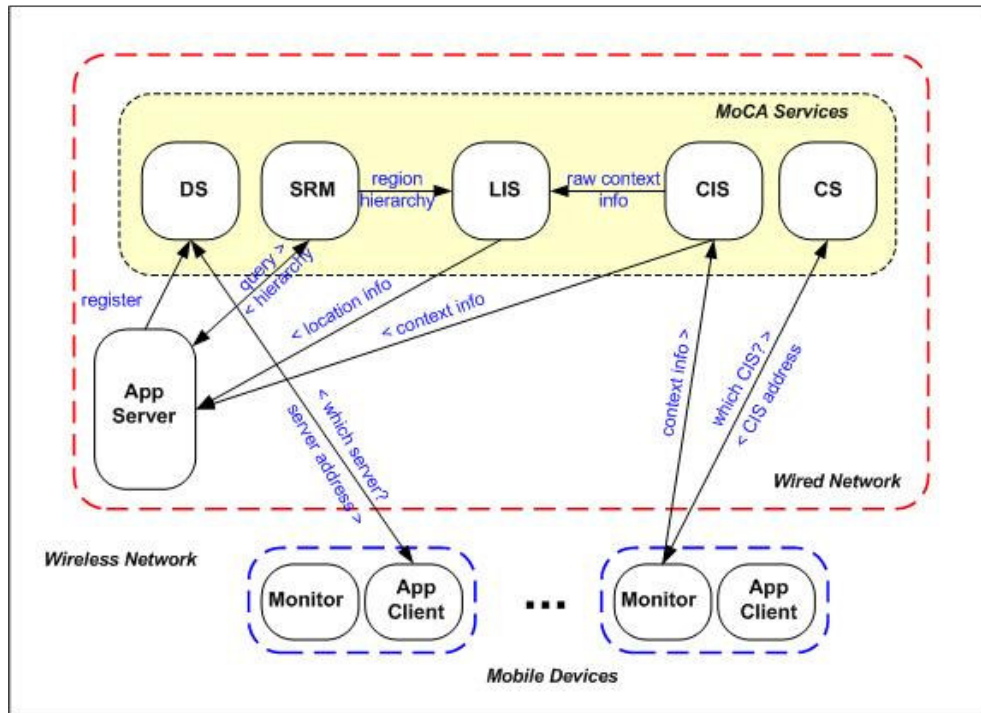 MoCA Services
DS
SRM
region
hierarchy
LIS
raw context
info
CIS
CS
register
query >
< hierarchy
< location info
< context info
App
Server
< which server?
server address >
context info >
which CIS? >
< CIS address
Wired Network
Wireless Network
Monitor
App
Client
...
Monitor
App
Client
Mobile Devices